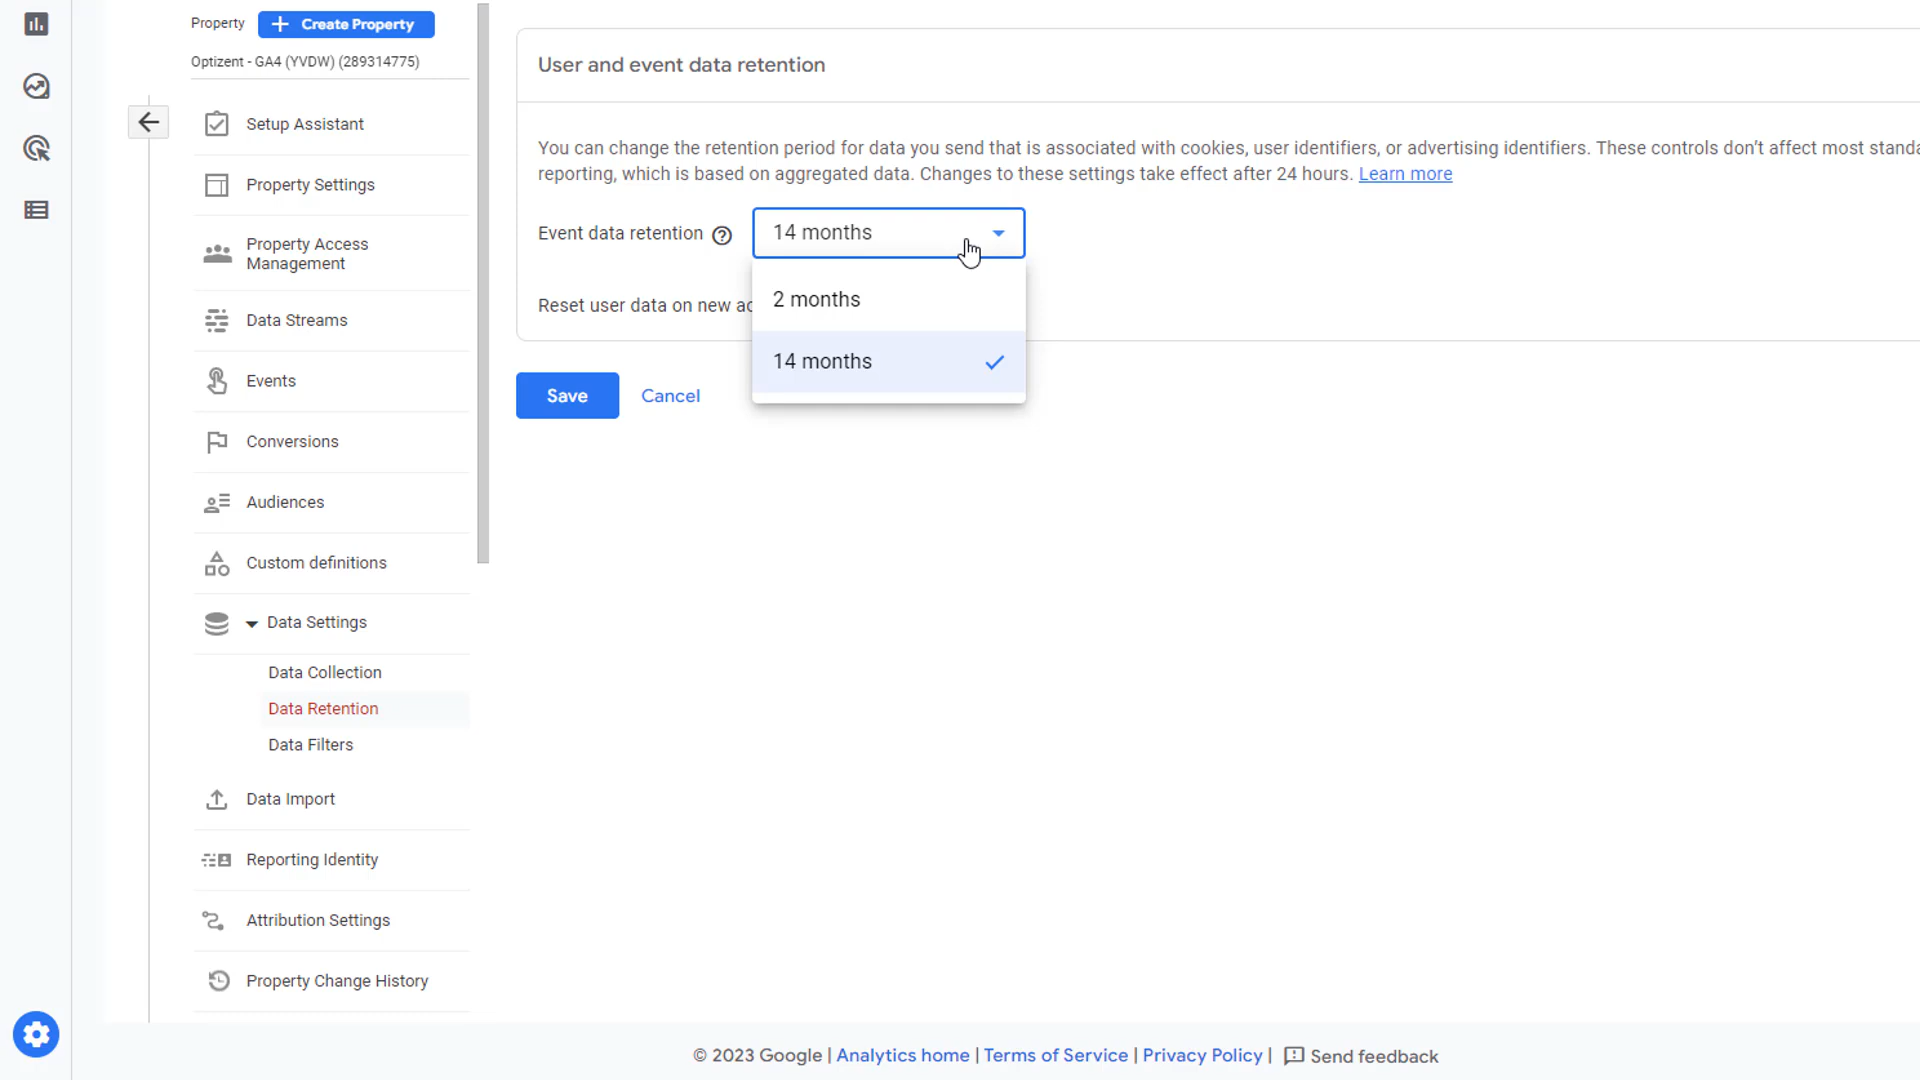 Property
Create Property
Optizent - GA4 (YVDW) (289314775)
Setup Assistant
Property Settings
Property Access
Management
Data Streams
Events
Conversions
Audiences
Custom definitions
Data Settings
Data Collection
Data Retention
Data Filters
Data Import
Reporting Identity
Attribution Settings
Property Change History
User and event data retention
You can change the retention period for data you send that is associated with cookies, user identifiers, or advertising identifiers. These controls don't affect most standa
reporting, which is based on aggregated data. Changes to these settings take effect after 24 hours. Learn more
Event data retention
14 months
2 months
14 months
Reset user data on new ac
Save
Cancel
© 2023 Google | Analytics home | Terms of Service | Privacy Policy | Send feedback